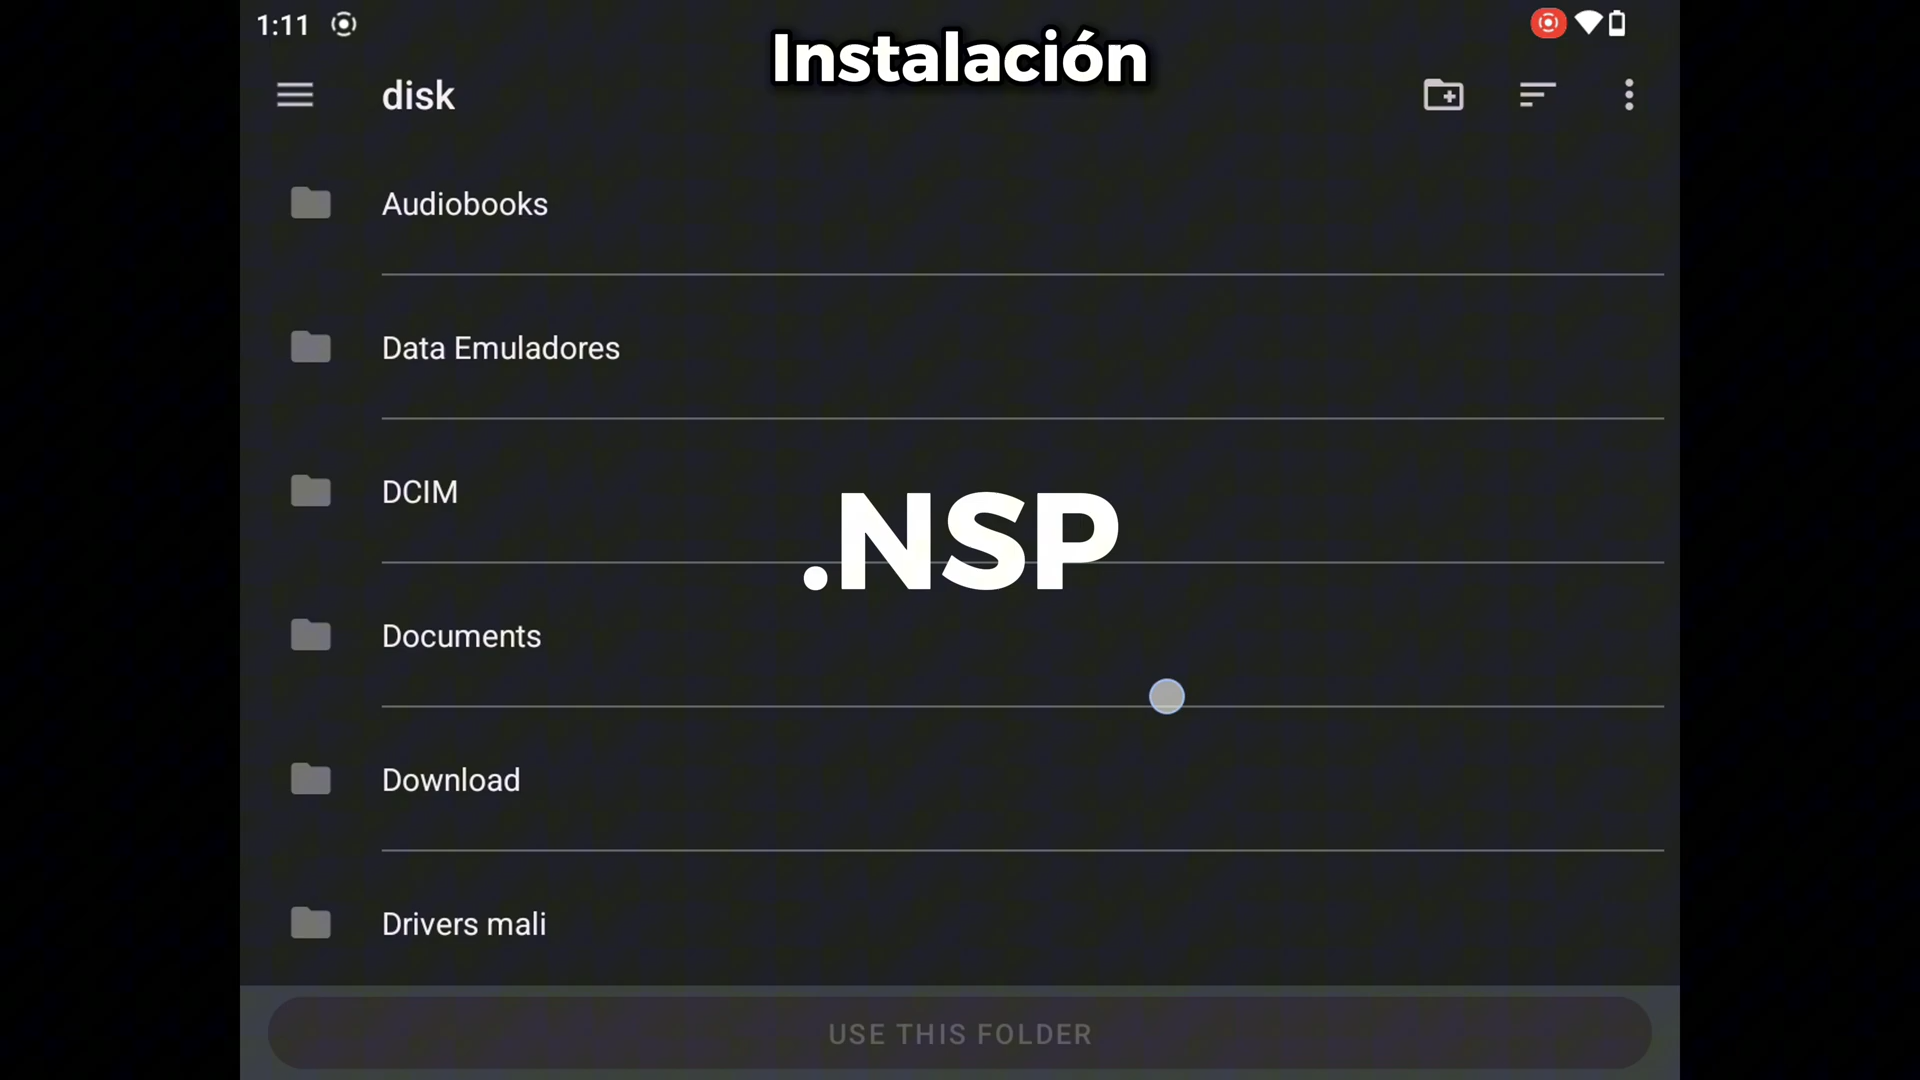 1:11
Instalación
disk
Audiobooks
Data Emuladores
DCIM
.NSP
Documents
Download
Drivers mali
USE THIS FOLDER